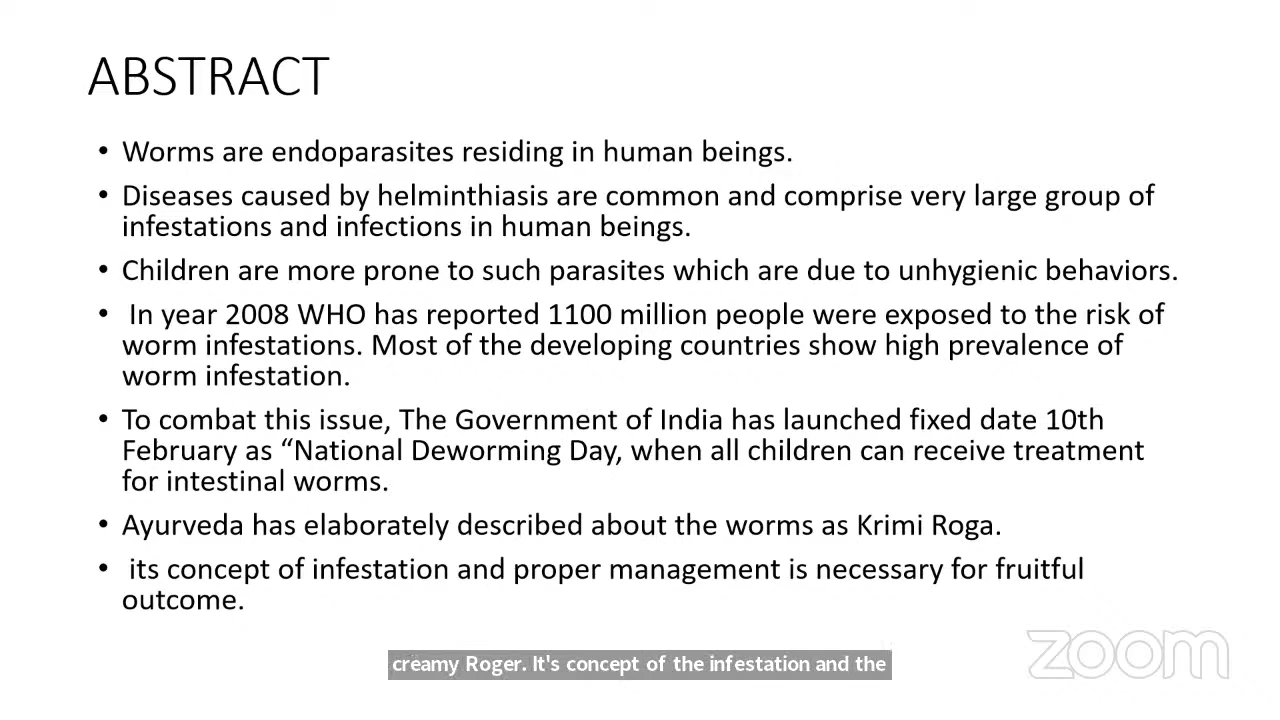 ABSTRACT
• Worms are endoparasites residing in human beings.
• Diseases caused by helminthiasis are common and comprise very large group of
infestations and infections in human beings.
• Children are more prone to such parasites which are due to unhygienic behaviors.
• In year 2008 WHO has reported 1100 million people were exposed to the risk of
worm infestations. Most of the developing countries show high prevalence of
worm infestation.
• To combat this issue, The Government of India has launched fixed date 10th
February as “National Deworming Day, when all children can receive treatment
for intestinal worms.
• Ayurveda has elaborately described about the worms as Krimi Roga.
• its concept of infestation and proper management is necessary for fruitful
outcome.
creamy Roger. It's concept of the infestation and the
zoom